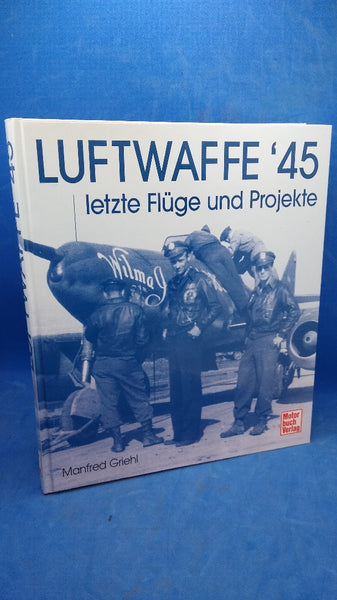 LUFTWAFFE '45
letzte Flüge und Projekte
Wilma J
Motor
buch
Verlag
Manfred Griehl